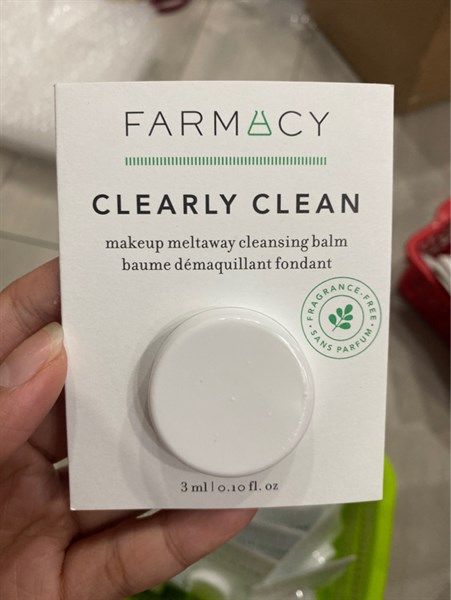 FARMACY
CLEARLY CLEAN
makeup meltaway cleansing balm
baume démaquillant fondant
FRAGRANCE-FREE
SANS PARFUM
3 ml | 0.10 fl. oz